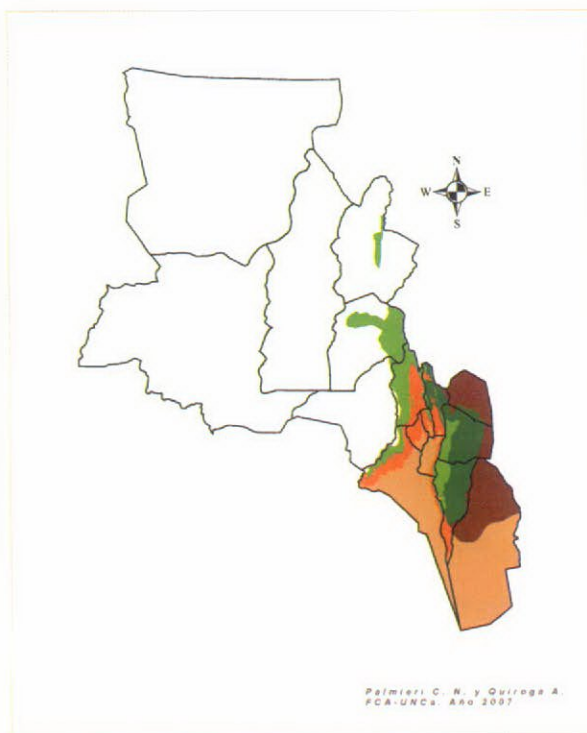 N
W E
S
Palmieri C. N. y Quiroga A.
FCA-UNCa. Año 2007